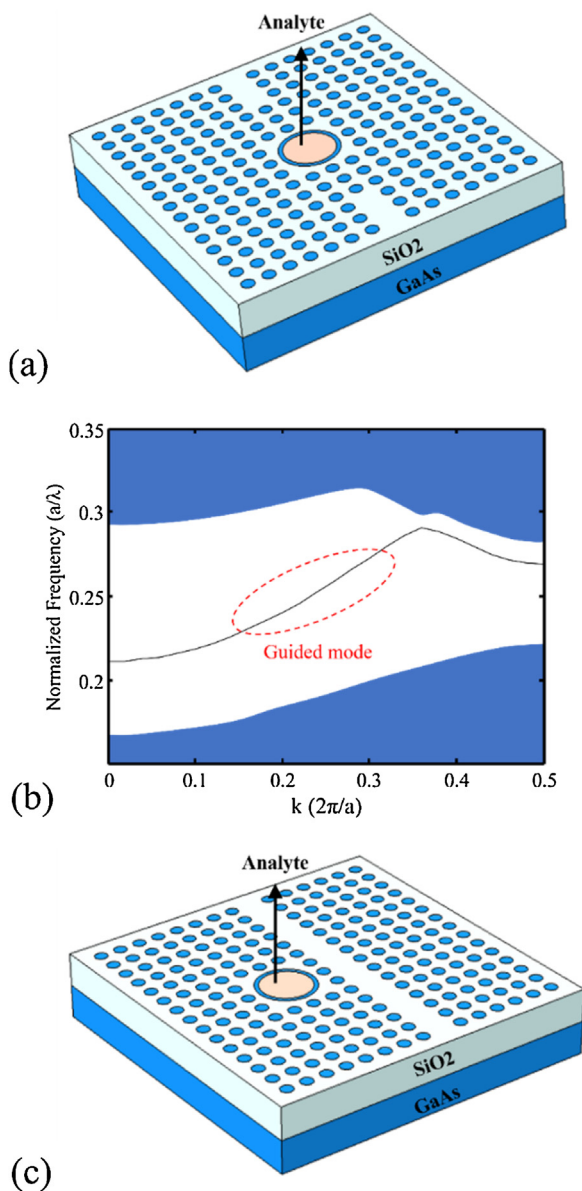 Analyte
SiO2
GaAs
(a)
0.35
0.3
0.25
0.2
Normalized Frequency (a/λ)
Guided mode
0 0.1 0.2 0.3 0.4 0.5
k (2π/a)
(b)
Analyte
SiO2
GaAs
(c)